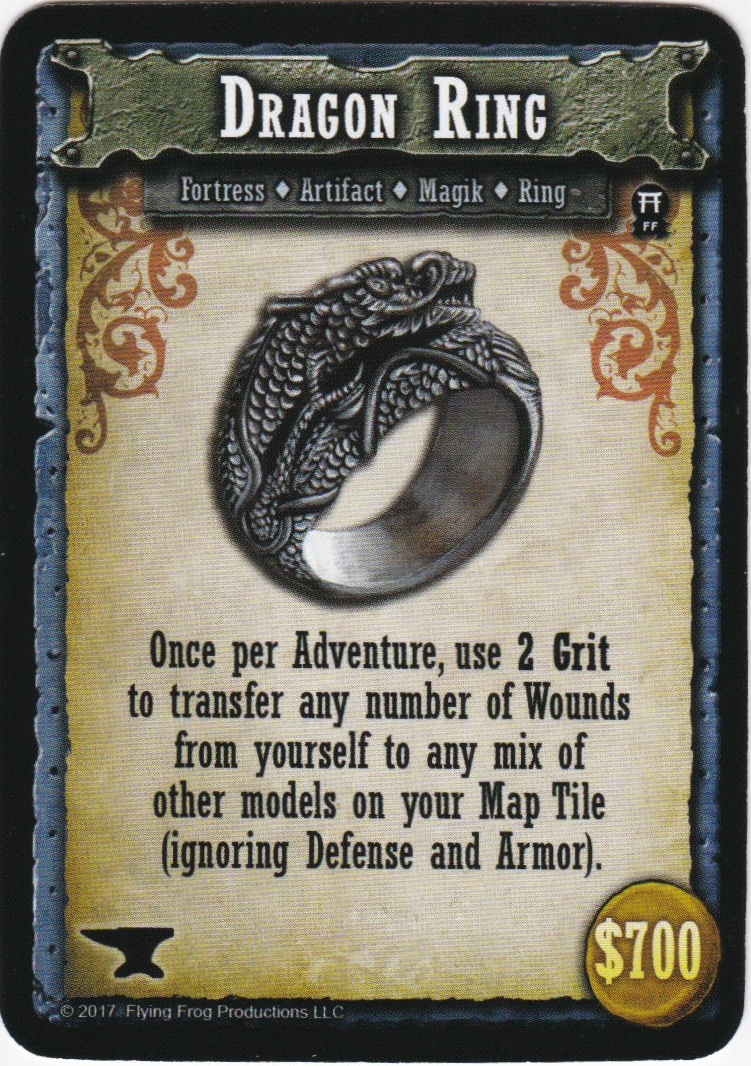 Dragon Ring
Fortress ♦ Artifact ♦ Magik ♦ Ring
FF
Once per Adventure, use 2 Grit
to transfer any number of Wounds
from yourself to any mix of
other models on your Map Tile
(ignoring Defense and Armor).
$700
© 2017 Flying Frog Productions LLC